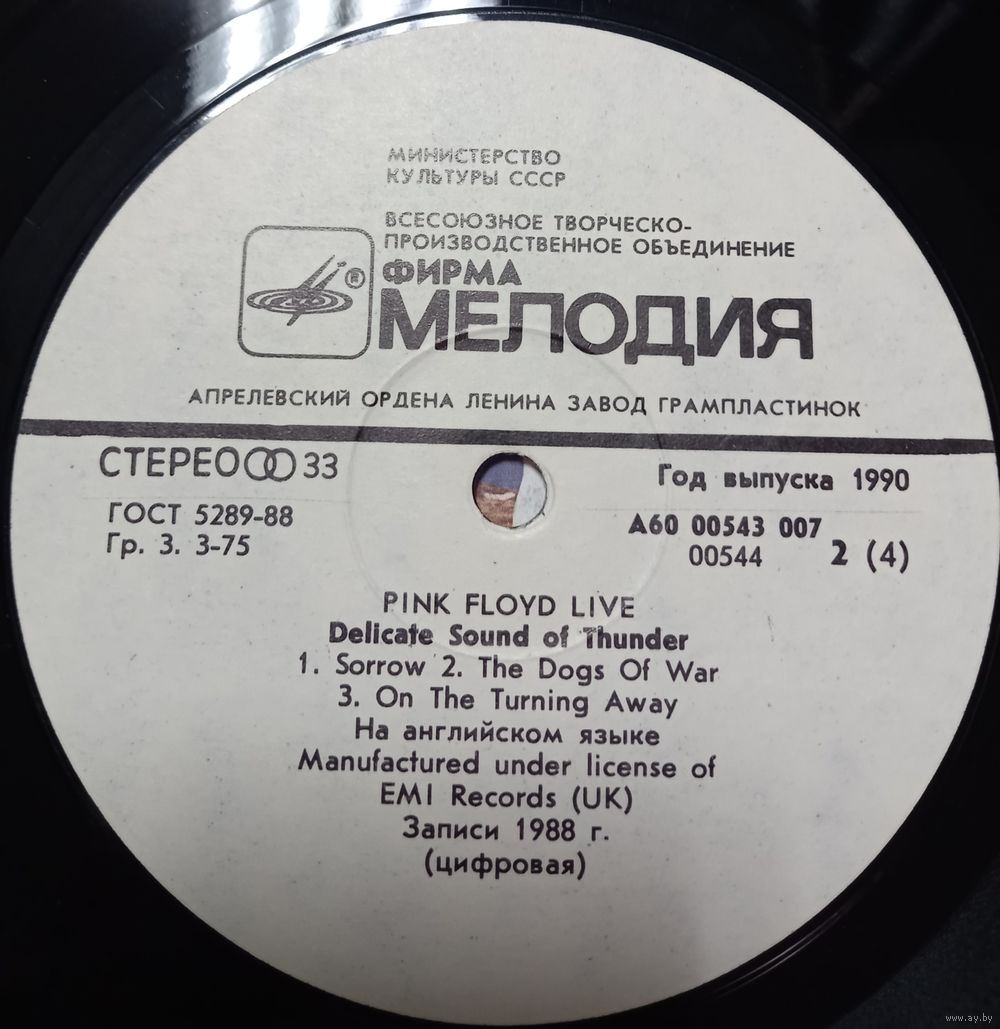 МИНИСТЕРСТВО
КУЛЬТУРЫ СССР
ВСЕСОЮЗНОЕ ТВОРЧЕСКО-
ПРОИЗВОДСТВЕННОЕ ОБЪЕДИНЕНИЕ
®
ФИРМА
МЕЛОДИЯ
АПРЕЛЕВСКИЙ ОРДЕНА ЛЕНИНА ЗАВОД ГРАМПЛАСТИНОК
СТЕРЕО 33
Год выпуска 1990
ГОСТ 5289-88
А60 00543 007
Гр. 3. 3-75
00544 2 (4)
PINK FLOYD LIVE
Delicate Sound of Thunder
1. Sorrow 2. The Dogs Of War
3. On The Turning Away
На английском языке
Manufactured under license of
EMI Records (UK)
Записи 1988 г.
(цифровая)
www.ay.by